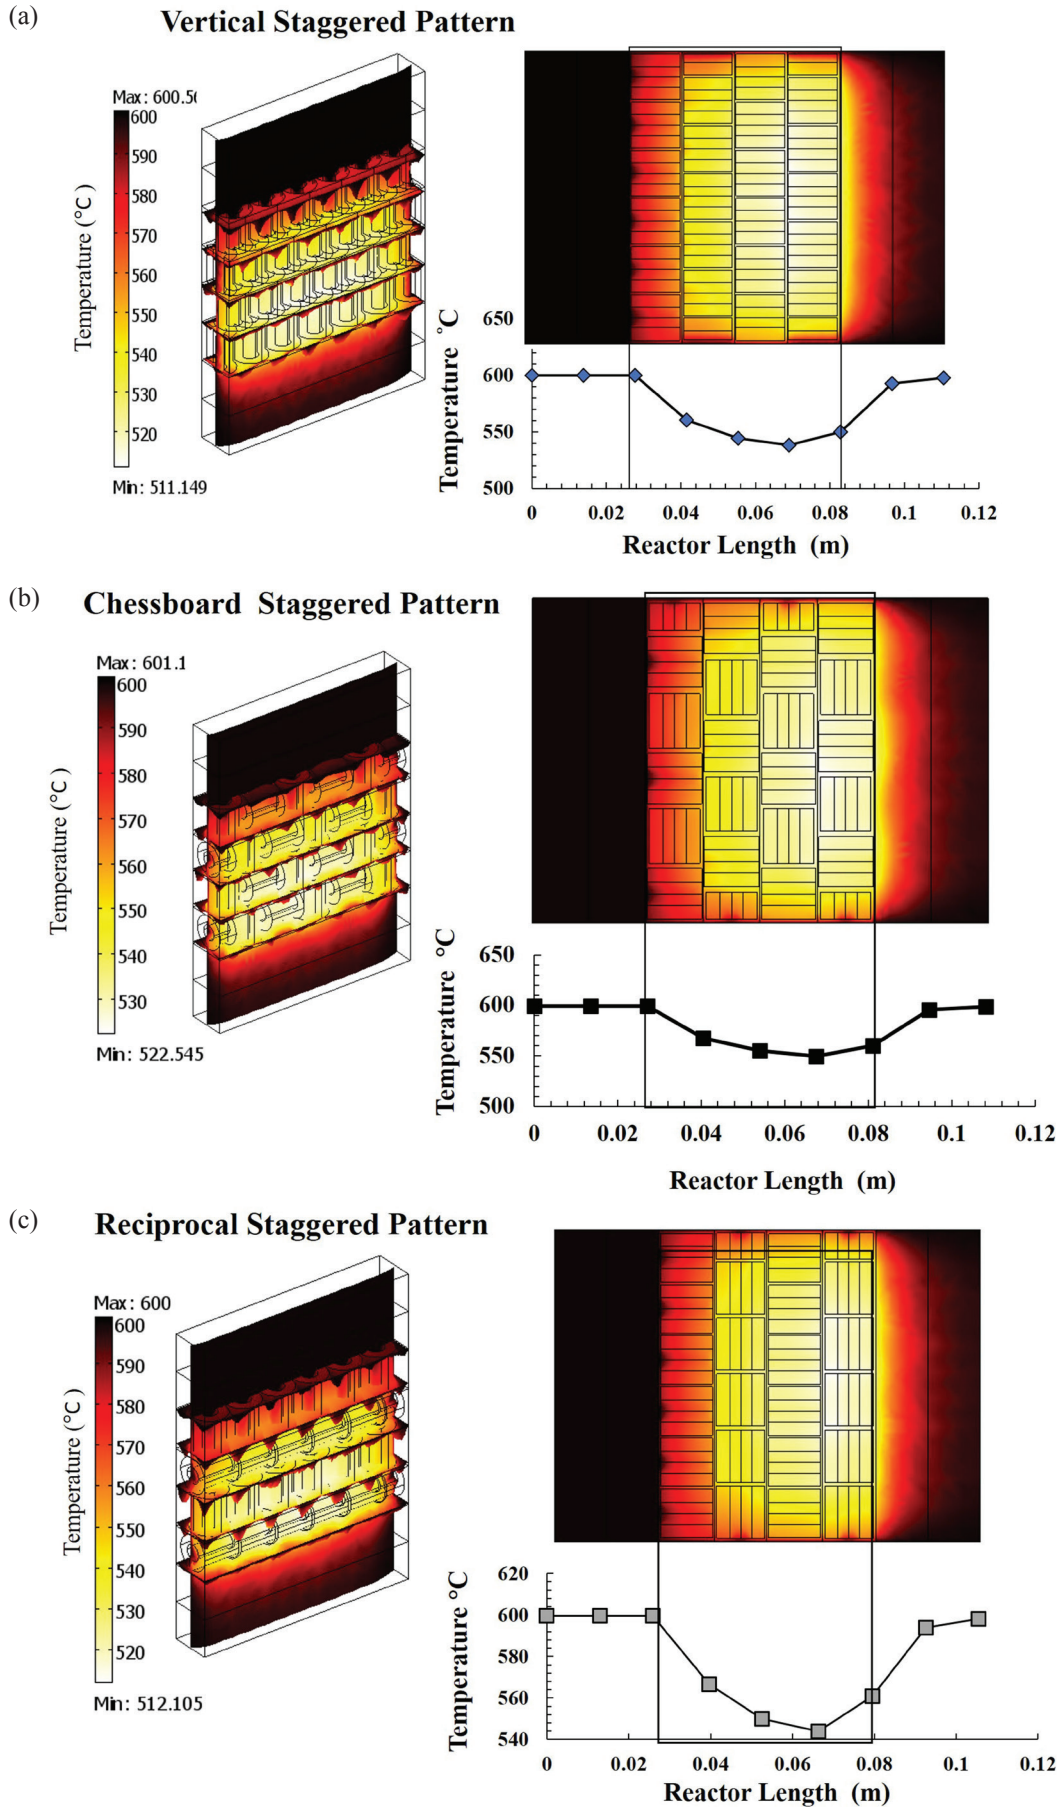 (a)
Vertical Staggered Pattern
Max: 600.5
600
590
580
570
560
550
540
530
520
Min: 511.149
Temperature (°C)
650
600
550
500
Temperature °C
0 0.02 0.04 0.06 0.08 0.1 0.12
Reactor Length (m)
(b)
Chessboard Staggered Pattern
Max: 601.1
600
590
580
570
560
550
540
530
Min: 522.545
Temperature (°C)
650
600
550
500
Temperature °C
0 0.02 0.04 0.06 0.08 0.1 0.12
Reactor Length (m)
(c)
Reciprocal Staggered Pattern
Max: 600
600
590
580
570
560
550
540
530
520
Min: 512.105
Temperature (°C)
620
600
580
560
540
Temperature °C
0 0.02 0.04 0.06 0.08 0.1 0.12
Reactor Length (m)